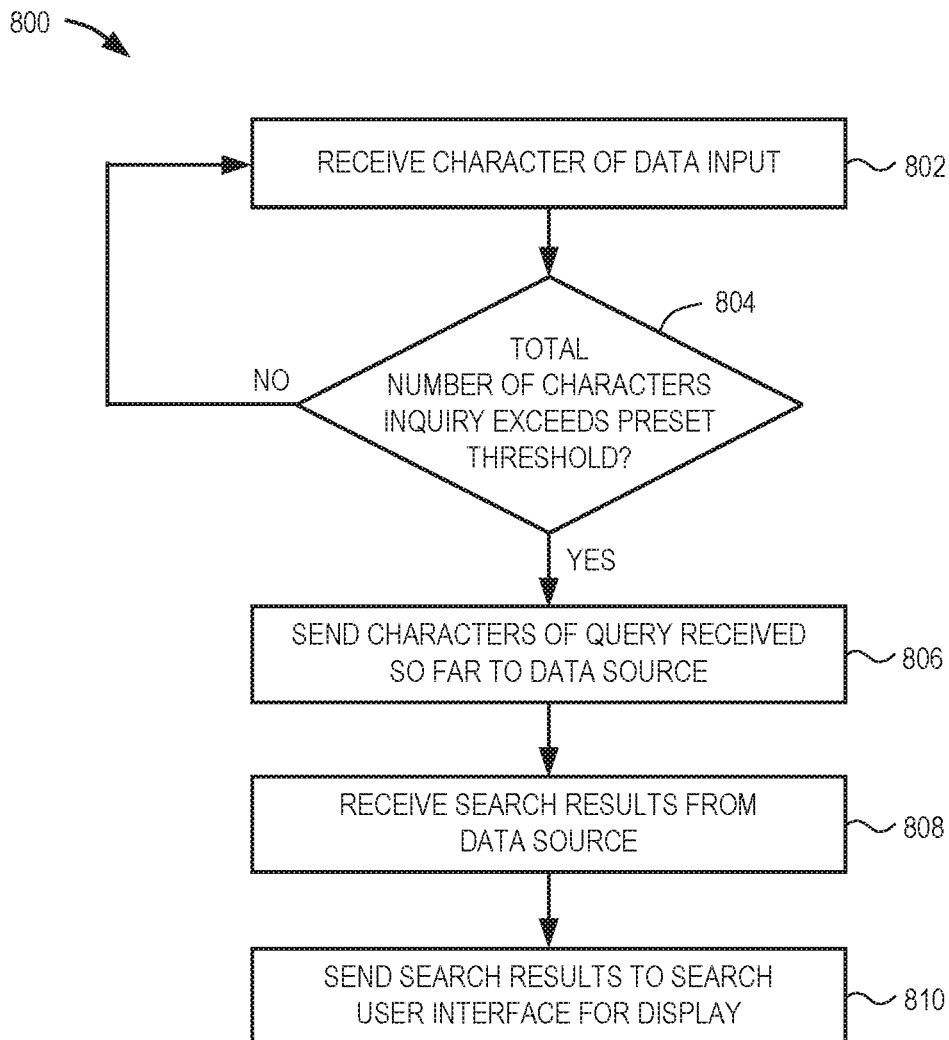 800
RECEIVE CHARACTER OF DATA INPUT
802
804
TOTAL
NUMBER OF CHARACTERS
INQUIRY EXCEEDS PRESET
THRESHOLD?
NO
YES
SEND CHARACTERS OF QUERY RECEIVED
SO FAR TO DATA SOURCE
806
RECEIVE SEARCH RESULTS FROM
DATA SOURCE
808
SEND SEARCH RESULTS TO SEARCH
USER INTERFACE FOR DISPLAY
810